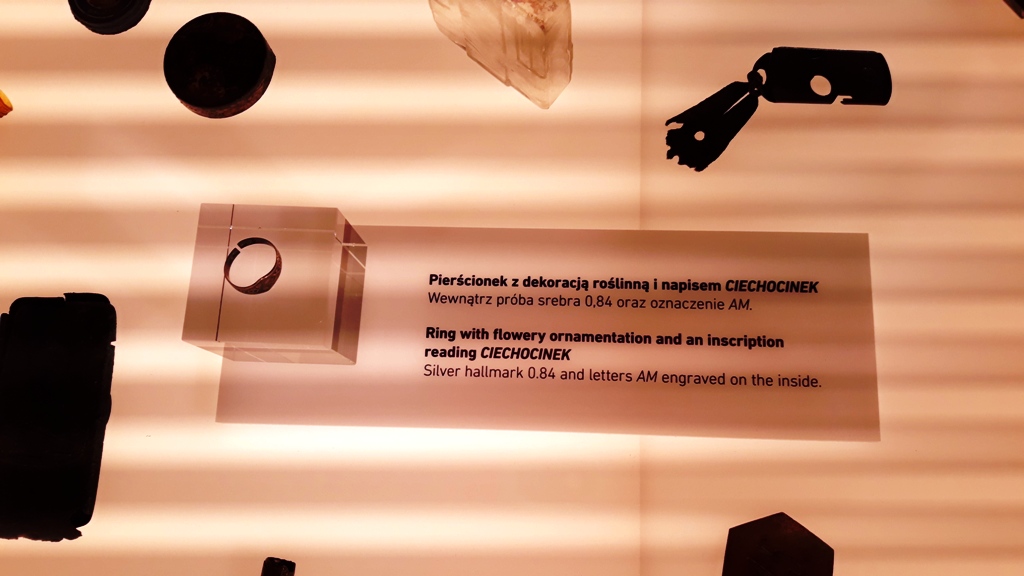 Pierścionek z dekoracją roślinną i napisem CIECHOCINEK
Wewnątrz próba srebra 0,84 oraz oznaczenie AM.
Ring with flowery ornamentation and an inscription
reading CIECHOCINEK
Silver hallmark 0.84 and letters AM engraved on the inside.